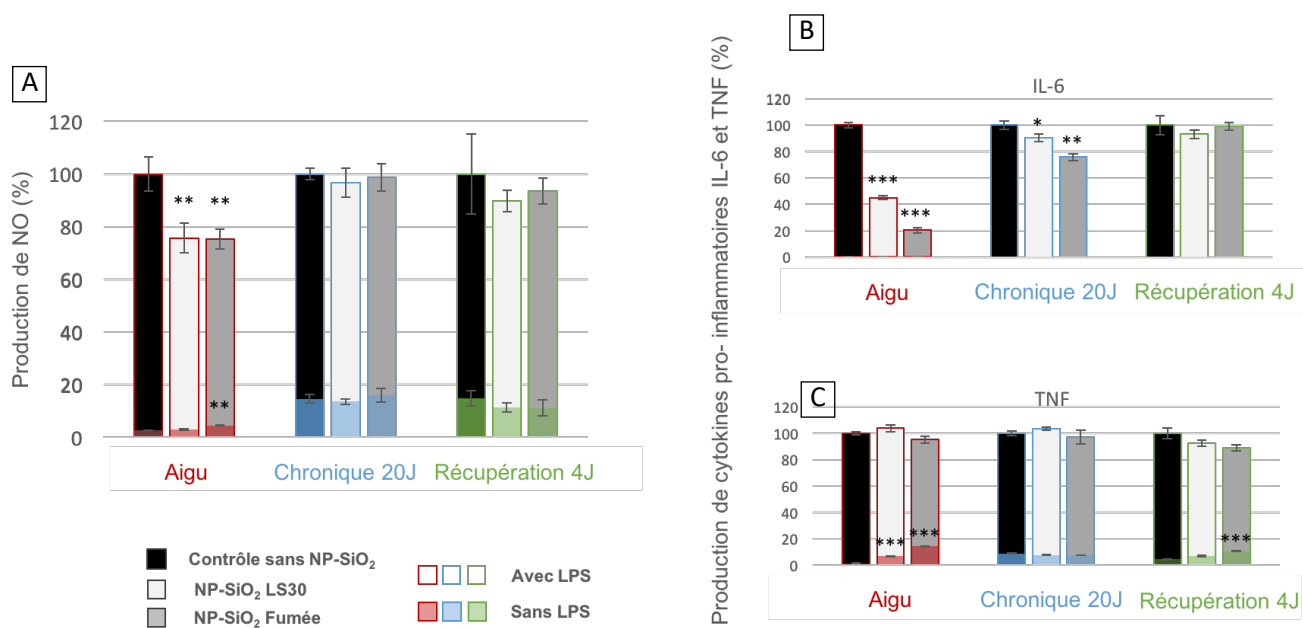 A
Production de NO (%)
120
100
80
60
40
20
0
** **
**
Aigu Chronique 20J Récupération 4J
Contrôle sans NP-SiO₂
NP-SiO₂ LS30
NP-SiO₂ Fumée
Avec LPS
Sans LPS
Production de cytokines pro- inflammatoires IL-6 et TNF (%)
B
IL-6
120
100
80
60
40
20
0
*** ***
* **
Aigu Chronique 20J Récupération 4J
C
TNF
120
100
80
60
40
20
0
*** *** ***
Aigu Chronique 20J Récupération 4J